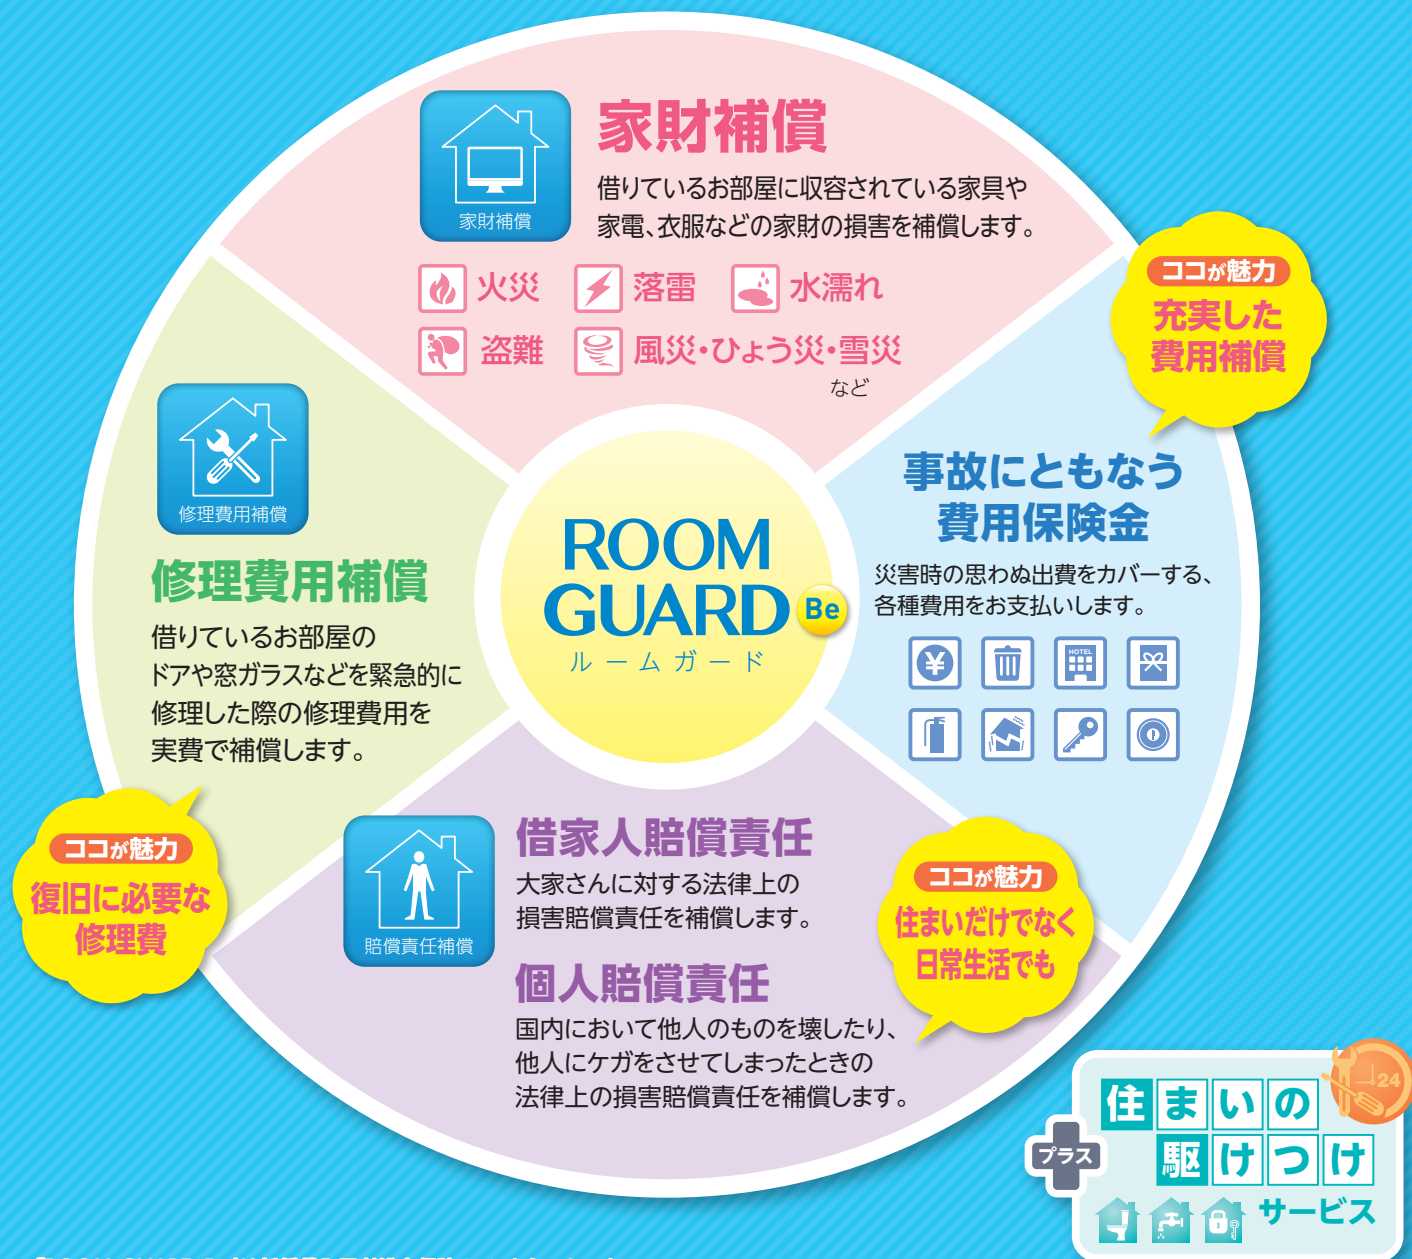 家財補償
家財補償
借りているお部屋に収容されている家具や
家電、衣服などの家財の損害を補償します。
火災
落雷
水濡れ
盗難
風災・ひょう災・雪災
など
ココが魅力
充実した
費用補償
事故にともなう
費用保険金
災害時の思わぬ出費をカバーする、
各種費用をお支払いします。
HOTEL
修理費用補償
修理費用補償
借りているお部屋の
ドアや窓ガラスなどを緊急的に
修理した際の修理費用を
実費で補償します。
ココが魅力
復旧に必要な
修理費
ROOM
GUARD Be
ルームガード
賠償責任補償
借家人賠償責任
大家さんに対する法律上の
損害賠償責任を補償します。
個人賠償責任
国内において他人のものを壊したり、
他人にケガをさせてしまったときの
法律上の損害賠償責任を補償します。
ココが魅力
住まいだけでなく
日常生活でも
プラス
24
住まいの
駆けつけ
サービス